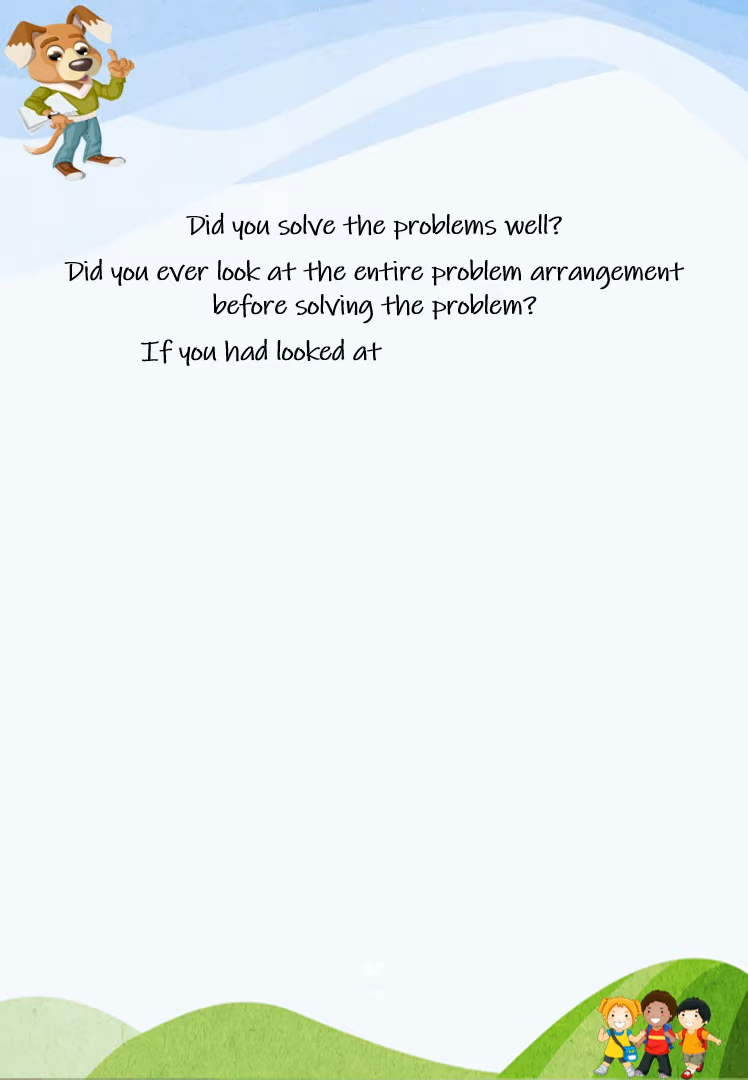 Did you solve the problems well?
Did you ever look at the entire problem arrangement
before solving the problem?
If you had looked at